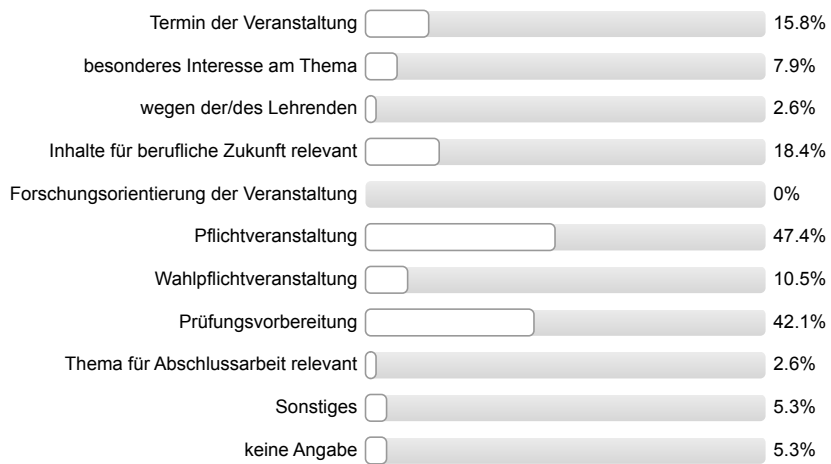 Termin der Veranstaltung 15.8%
besonderes Interesse am Thema 7.9%
wegen der/des Lehrenden 2.6%
Inhalte für berufliche Zukunft relevant 18.4%
Forschungsorientierung der Veranstaltung 0%
Pflichtveranstaltung 47.4%
Wahlpflichtveranstaltung 10.5%
Prüfungsvorbereitung 42.1%
Thema für Abschlussarbeit relevant 2.6%
Sonstiges 5.3%
keine Angabe 5.3%